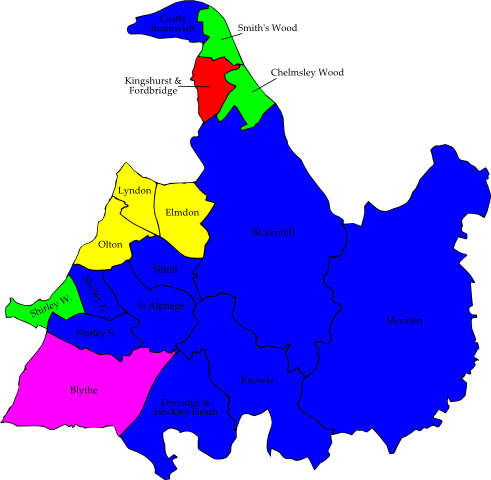 Castle
Bromwich
Smith's Wood
Chelmsley Wood
Kingshurst &
Fordbridge
Lyndon
Elmdon
Bickenhill
Olton
Silhill
Shirley E.
Shirley W.
St Alphege
Shirley S.
Meriden
Blythe
Knowle
Dorridge &
Hockley Heath